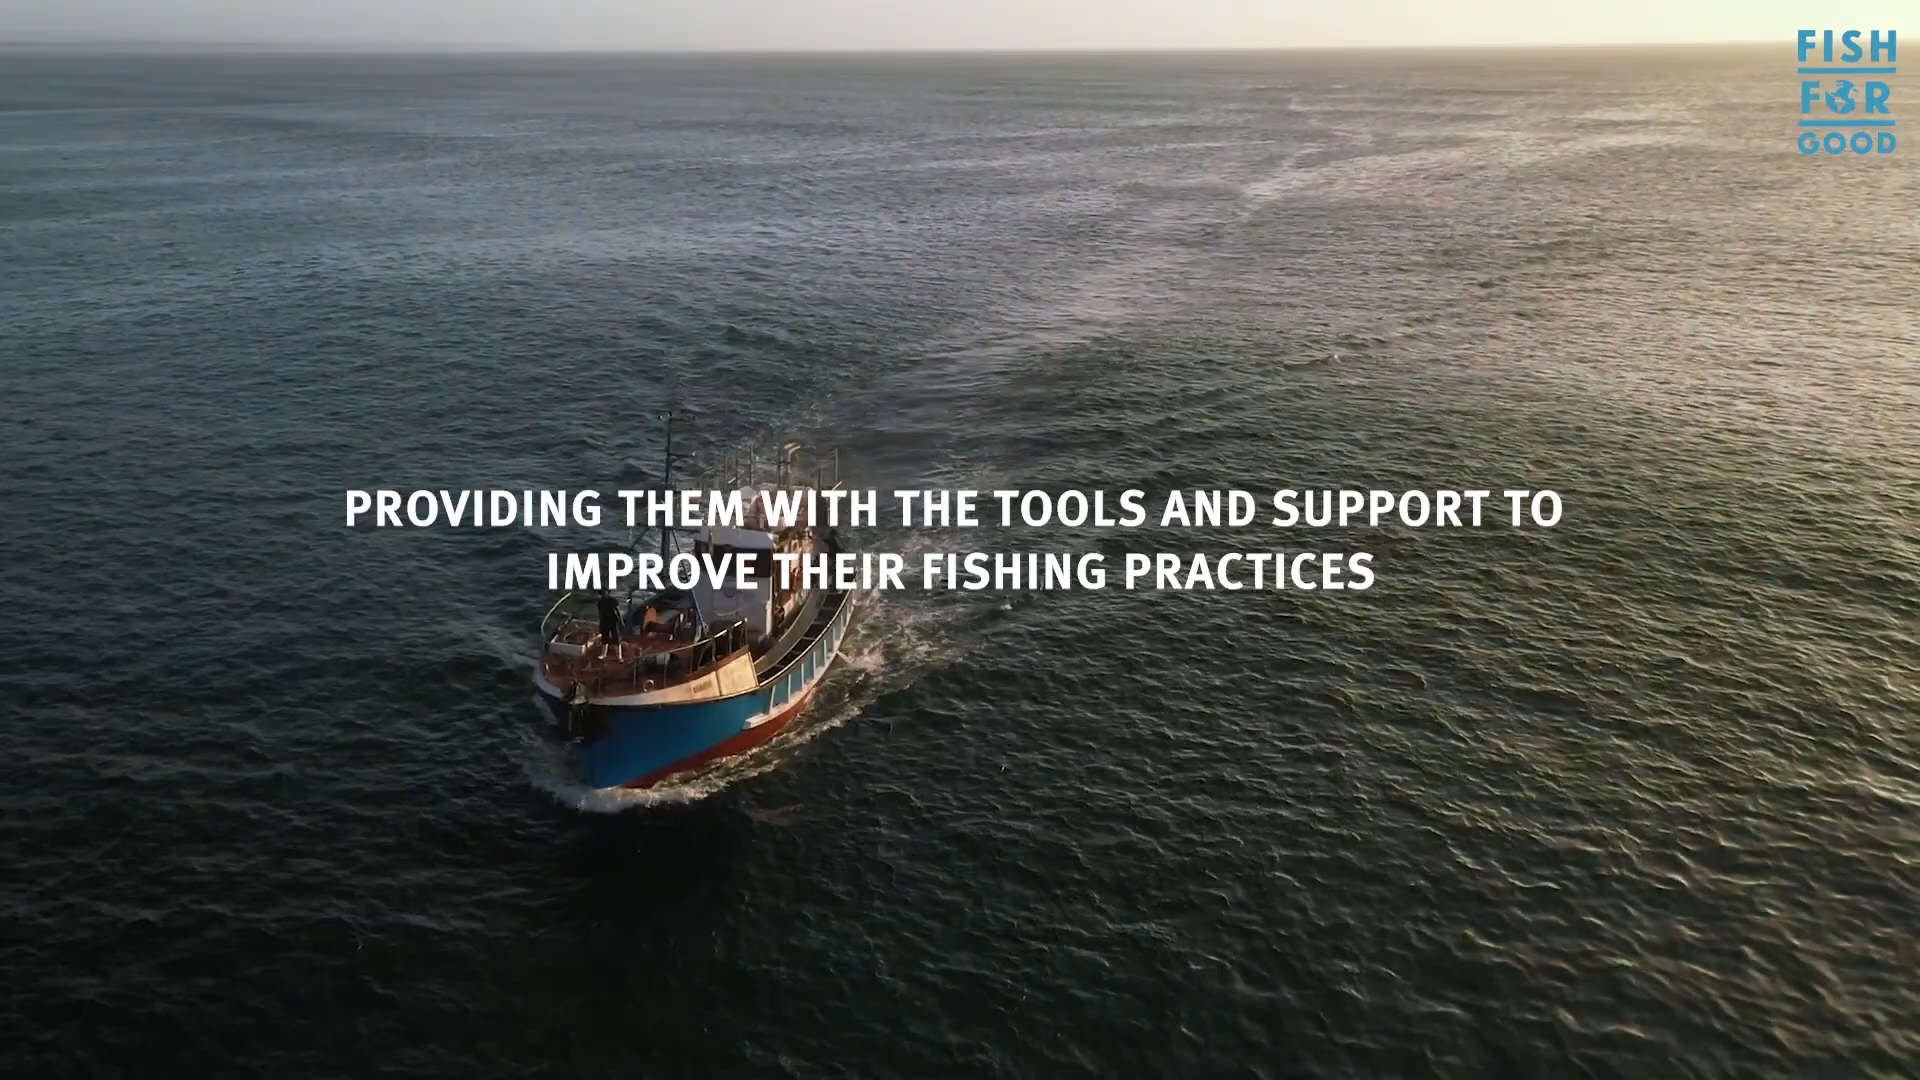 FISH
FOR
GOOD
PROVIDING THEM WITH THE TOOLS AND SUPPORT TO
IMPROVE THEIR FISHING PRACTICES